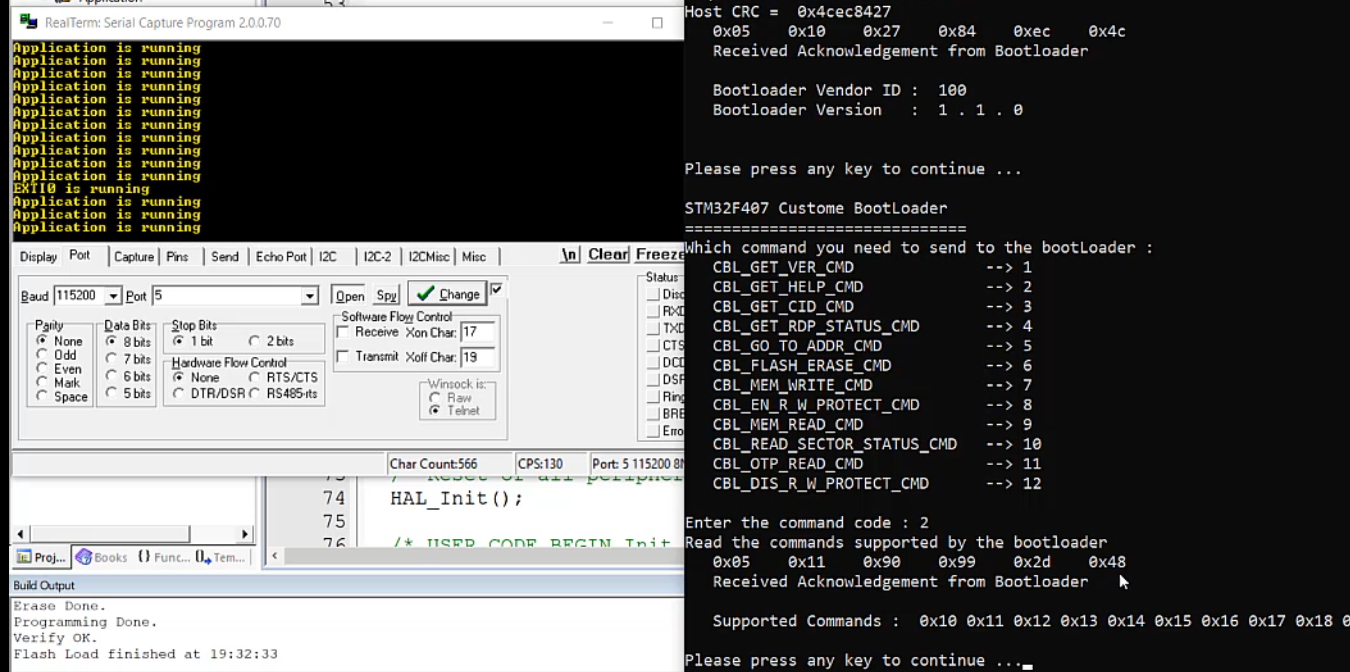 Application
53
RealTerm: Serial Capture Program 2.0.0.70
Application is running
Application is running
Application is running
Application is running
Application is running
Application is running
Application is running
Application is running
Application is running
Application is running
Application is running
EXTI0 is running
Application is running
Application is running
Application is running
Display Port Capture Pins Send Echo Port I2C I2C-2 I2CMisc Misc \n Clear Freeze
Baud 115200 Port 5 Open Spy Change
Parity
None
Odd
Even
Mark
Space
Data Bits
8 bits
7 bits
6 bits
5 bits
Stop Bits
1 bit 2 bits
Hardware Flow Control
None RTS/CTS
DTR/DSR RS485-rts
Software Flow Control
Receive Xon Char: 17
Transmit Xoff Char: 19
Winsock is:
Raw
Telnet
Status
Disc
RXD
TXD
CTS
DCD
DSR
Ring
BRE
Erro
Char Count:566 CPS:130 Port: 5 115200 8N
74 HAL_Init();
75
76 /* USER CODE BEGIN Init
Proj... Books Func... Tem...
Build Output
Erase Done.
Programming Done.
Verify OK.
Flash Load finished at 19:32:33
Host CRC = 0x4cec8427
0x05 0x10 0x27 0x84 0xec 0x4c
Received Acknowledgement from Bootloader
Bootloader Vendor ID : 100
Bootloader Version : 1 . 1 . 0
Please press any key to continue ...
STM32F407 Custome BootLoader
==============================
Which command you need to send to the bootLoader :
CBL_GET_VER_CMD --> 1
CBL_GET_HELP_CMD --> 2
CBL_GET_CID_CMD --> 3
CBL_GET_RDP_STATUS_CMD --> 4
CBL_GO_TO_ADDR_CMD --> 5
CBL_FLASH_ERASE_CMD --> 6
CBL_MEM_WRITE_CMD --> 7
CBL_EN_R_W_PROTECT_CMD --> 8
CBL_MEM_READ_CMD --> 9
CBL_READ_SECTOR_STATUS_CMD --> 10
CBL_OTP_READ_CMD --> 11
CBL_DIS_R_W_PROTECT_CMD --> 12
Enter the command code : 2
Read the commands supported by the bootloader
0x05 0x11 0x90 0x99 0x2d 0x48
Received Acknowledgement from Bootloader
Supported Commands : 0x10 0x11 0x12 0x13 0x14 0x15 0x16 0x17 0x18 0
Please press any key to continue ..._